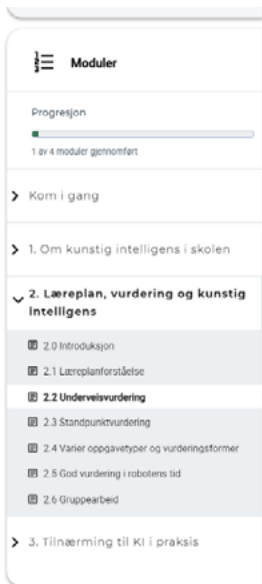 Moduler
Progresjon
1 av 4 moduler gjennomført
Kom i gang
1. Om kunstig intelligens i skolen
2. Læreplan, vurdering og kunstig
intelligens
2.0 Introduksjon
2.1 Læreplanforståelse
2.2 Underveisvurdering
2.3 Standpunktvurdering
2.4 Varier oppgavetyper og vurderingsformer
2.5 God vurdering i robotens tid
2.6 Gruppearbeid
3. Tilnærming til KI i praksis